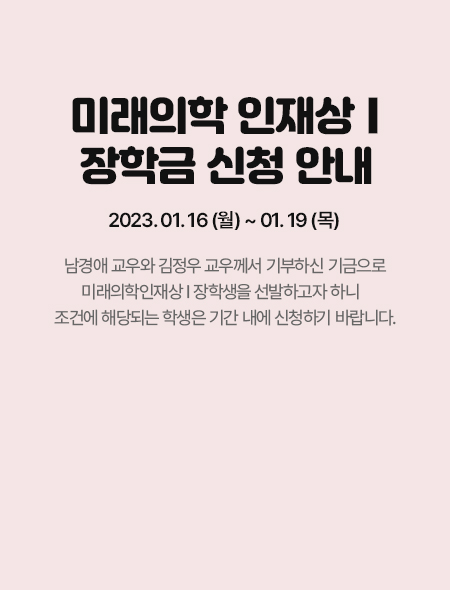 미래의학 인재상 I
장학금 신청 안내
2023. 01. 16 (월) ~ 01. 19 (목)
남경애 교우와 김정우 교우께서 기부하신 기금으로
미래의학인재상 I 장학생을 선발하고자 하니
조건에 해당되는 학생은 기간 내에 신청하기 바랍니다.